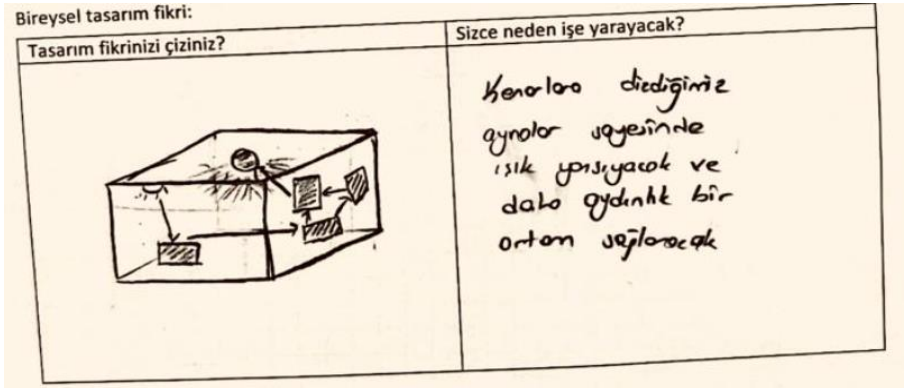 Bireysel tasarım fikri:
Tasarım fikrinizi çiziniz?
Sizce neden işe yarayacak?
Kenarlara dizdiğimiz
aynalar sayesinde
ışık yansıyacak ve
daha aydınlık bir
ortam sağlanacak